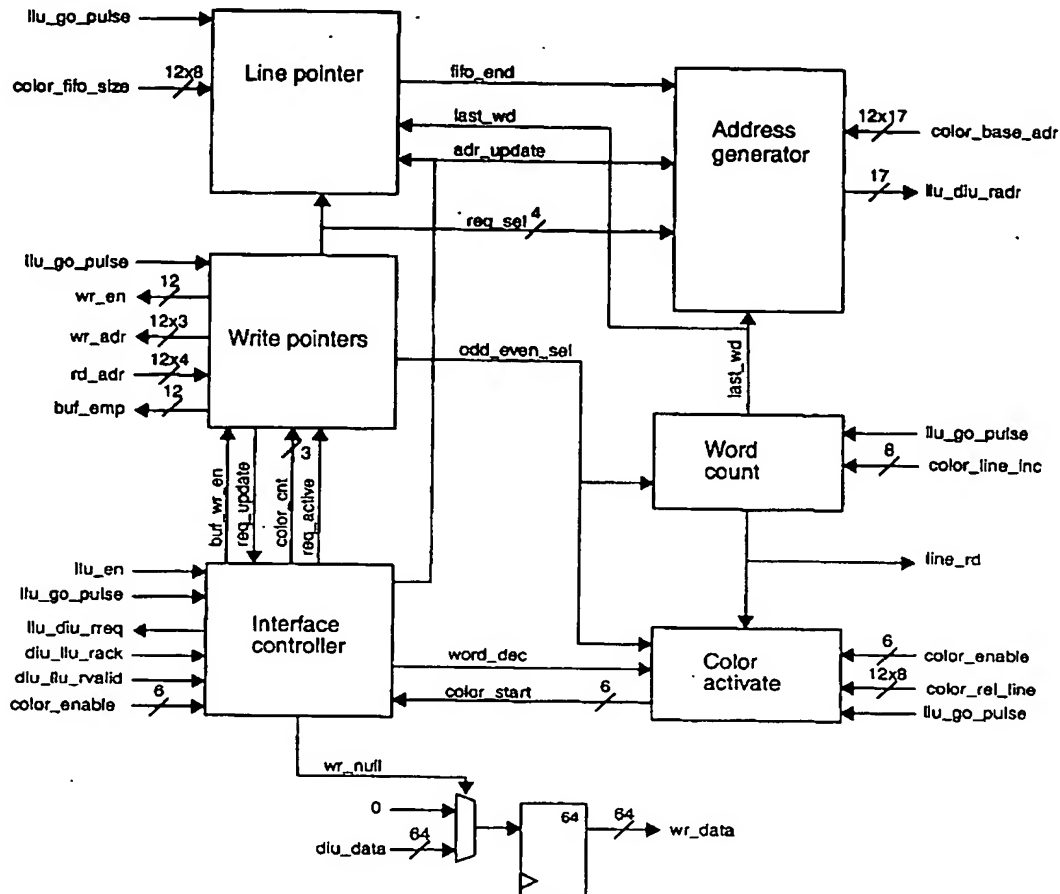 llu_go_pulse
color_fifo_size
12x8
Line pointer
fifo_end
last_wd
adr_update
req_sel
4
Address
generator
12x17
color_base_adr
17
llu_diu_radr
llu_go_pulse
wr_en
12
wr_adr
12x3
rd_adr
12x4
buf_emp
12
Write pointers
odd_even_sel
last_wd
buf_wr_en
req_update
color_cnt
3
req_active
Word
count
llu_go_pulse
8
color_line_inc
line_rd
llu_en
llu_go_pulse
llu_diu_rreq
diu_llu_rack
diu_llu_rvalid
color_enable
6
Interface
controller
word_dec
color_start
6
Color
activate
6
color_enable
12x8
color_rel_line
llu_go_pulse
wr_null
0
diu_data
64
64
64
wr_data